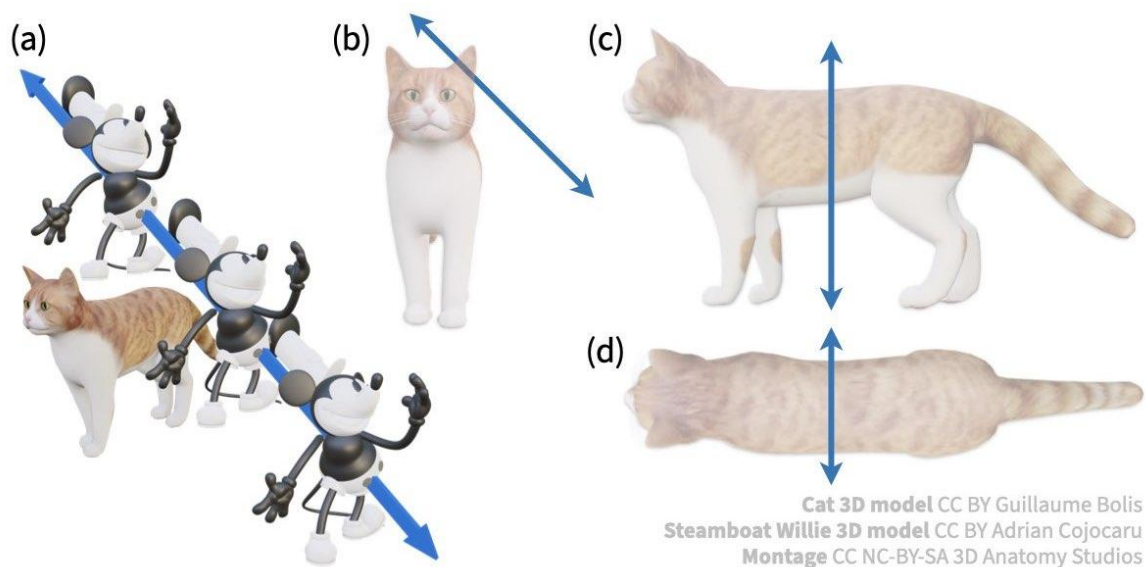 (a)
(b)
(c)
(d)
Cat 3D model CC BY Guillaume Bolis
Steamboat Willie 3D model CC BY Adrian Cojocaru
Montage CC NC-BY-SA 3D Anatomy Studios